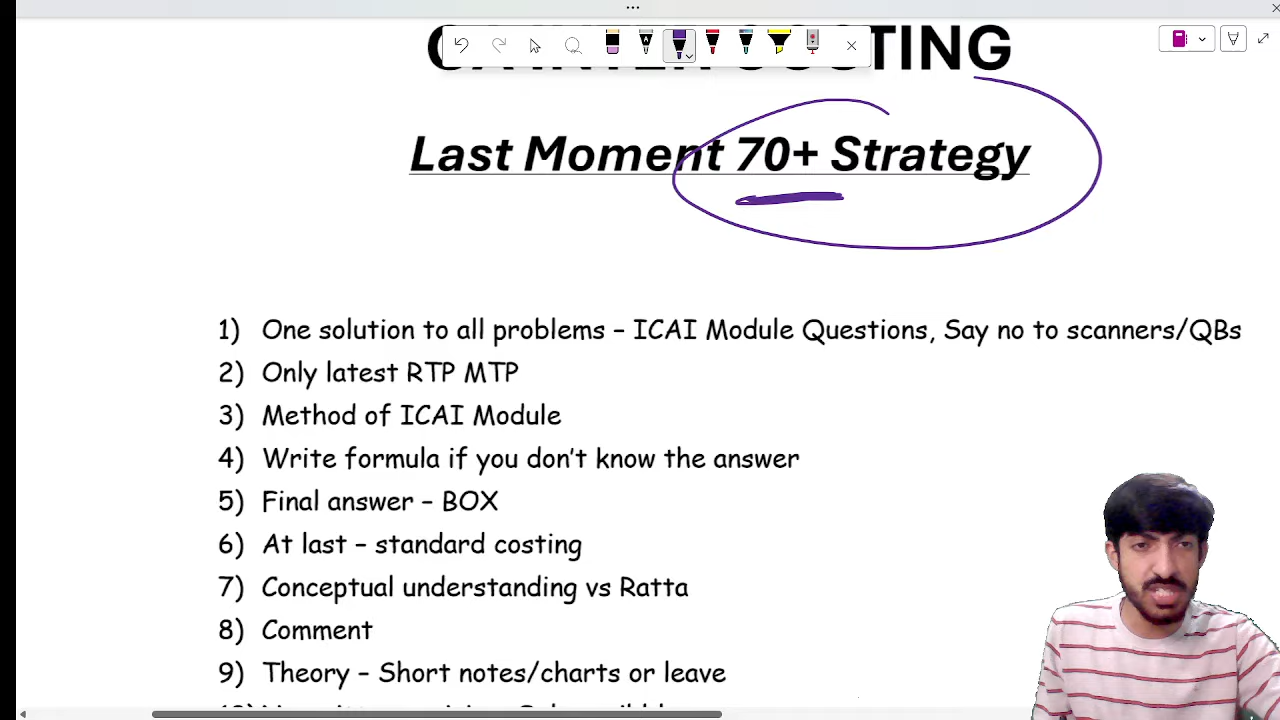 Last Moment 70+ Strategy
1) One solution to all problems – ICAI Module Questions, Say no to scanners/QBs
2) Only latest RTP MTP
3) Method of ICAI Module
4) Write formula if you don't know the answer
5) Final answer – BOX
6) At last – standard costing
7) Conceptual understanding vs Ratta
8) Comment
9) Theory – Short notes/charts or leave